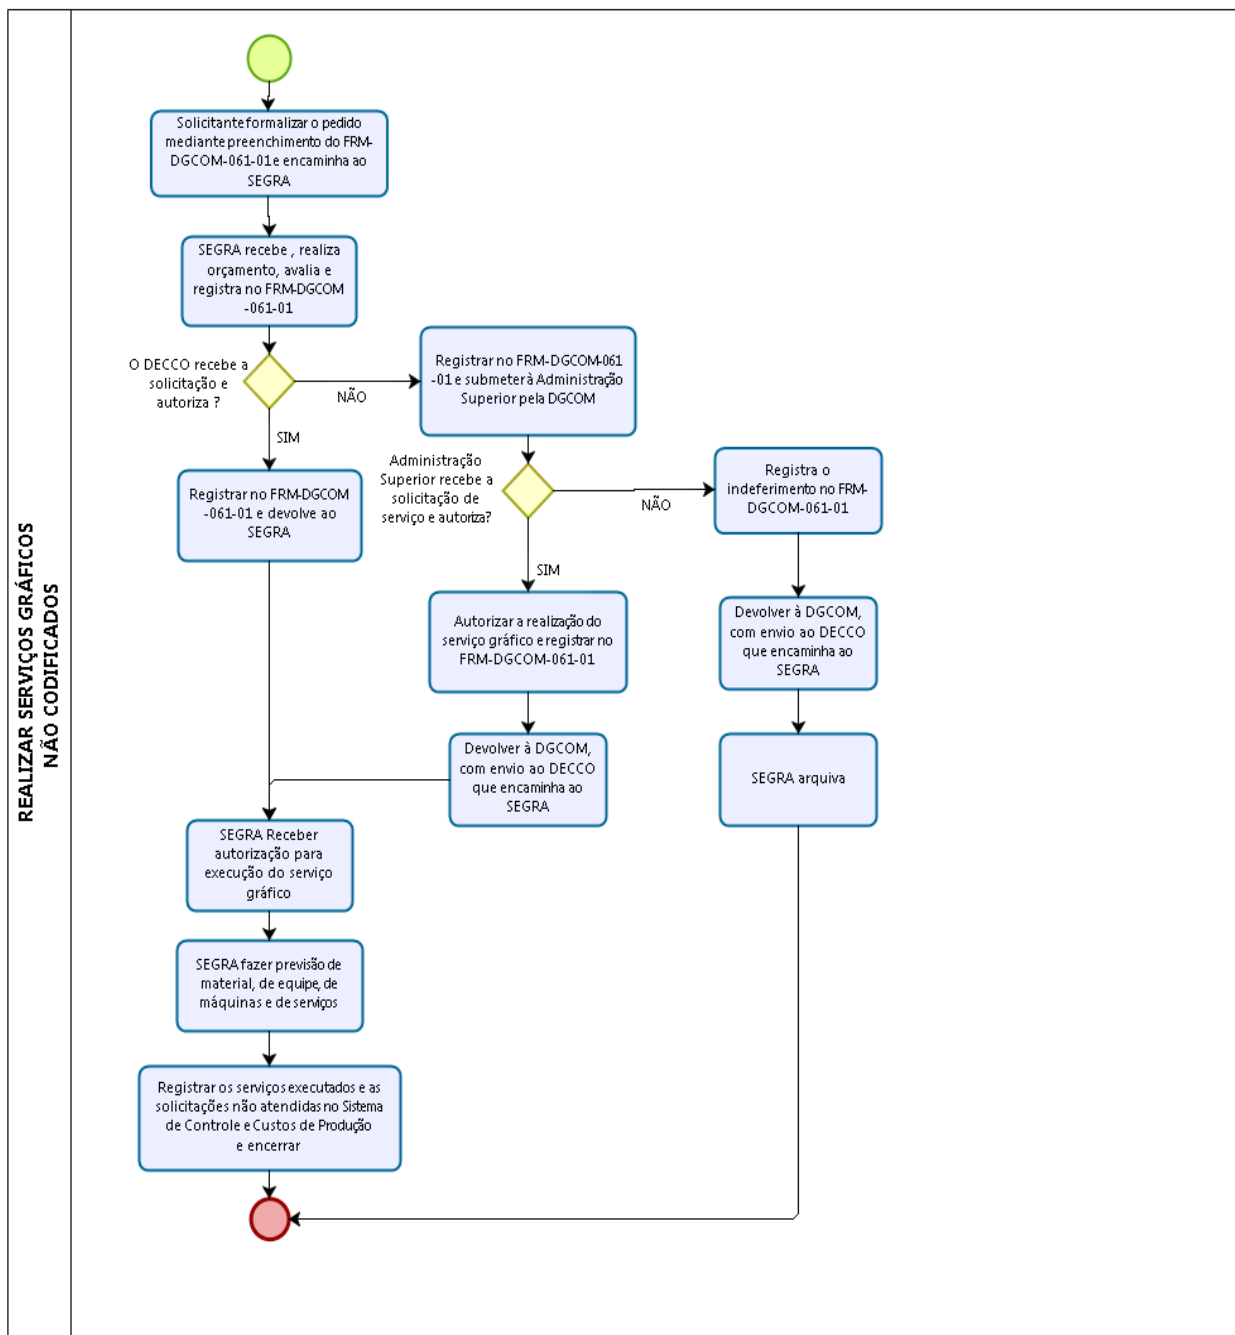 REALIZAR SERVIÇOS GRÁFICOS
NÃO CODIFICADOS
Solicitante formalizar o pedido
mediante preenchimento do FRM-
DGCOM-061-01 e encaminha ao
SEGRA
SEGRA recebe , realiza
orçamento, avalia e
registra no FRM-DGCOM
-061-01
O DECCO recebe a
solicitação e
autoriza ?
NÃO
SIM
Registrar no FRM-DGCOM-061
-01 e submeter à Administração
Superior pela DGCOM
Registrar no FRM-DGCOM
-061-01 e devolve ao
SEGRA
Administração
Superior recebe a
solicitação de
serviço e autoriza?
NÃO
SIM
Registra o
indeferimento no FRM-
DGCOM-061-01
Autorizar a realização do
serviço gráfico e registrar no
FRM-DGCOM-061-01
Devolver à DGCOM,
com envio ao DECCO
que encaminha ao
SEGRA
Devolver à DGCOM,
com envio ao DECCO
que encaminha ao
SEGRA
SEGRA arquiva
SEGRA Receber
autorização para
execução do serviço
gráfico
SEGRA fazer previsão de
material, de equipe, de
máquinas e de serviços
Registrar os serviços executados e as
solicitações não atendidas no Sistema
de Controle e Custos de Produção
e encerrar